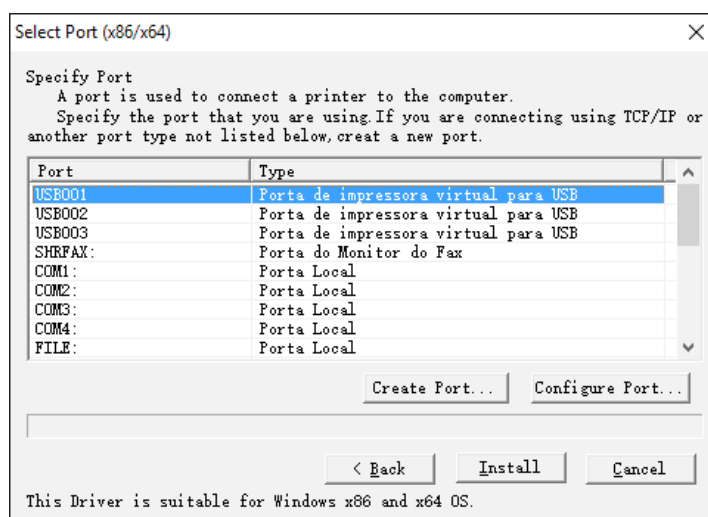 Select Port (x86/x64)
Specify Port
A port is used to connect a printer to the computer.
Specify the port that you are using.If you are connecting using TCP/IP or
another port type not listed below,creat a new port.
Port Type
USB001 Porta de impressora virtual para USB
USB002 Porta de impressora virtual para USB
USB003 Porta de impressora virtual para USB
SHRFAX: Porta do Monitor do Fax
COM1: Porta Local
COM2: Porta Local
COM3: Porta Local
COM4: Porta Local
FILE: Porta Local
Create Port... Configure Port...
< Back Install Cancel
This Driver is suitable for Windows x86 and x64 OS.